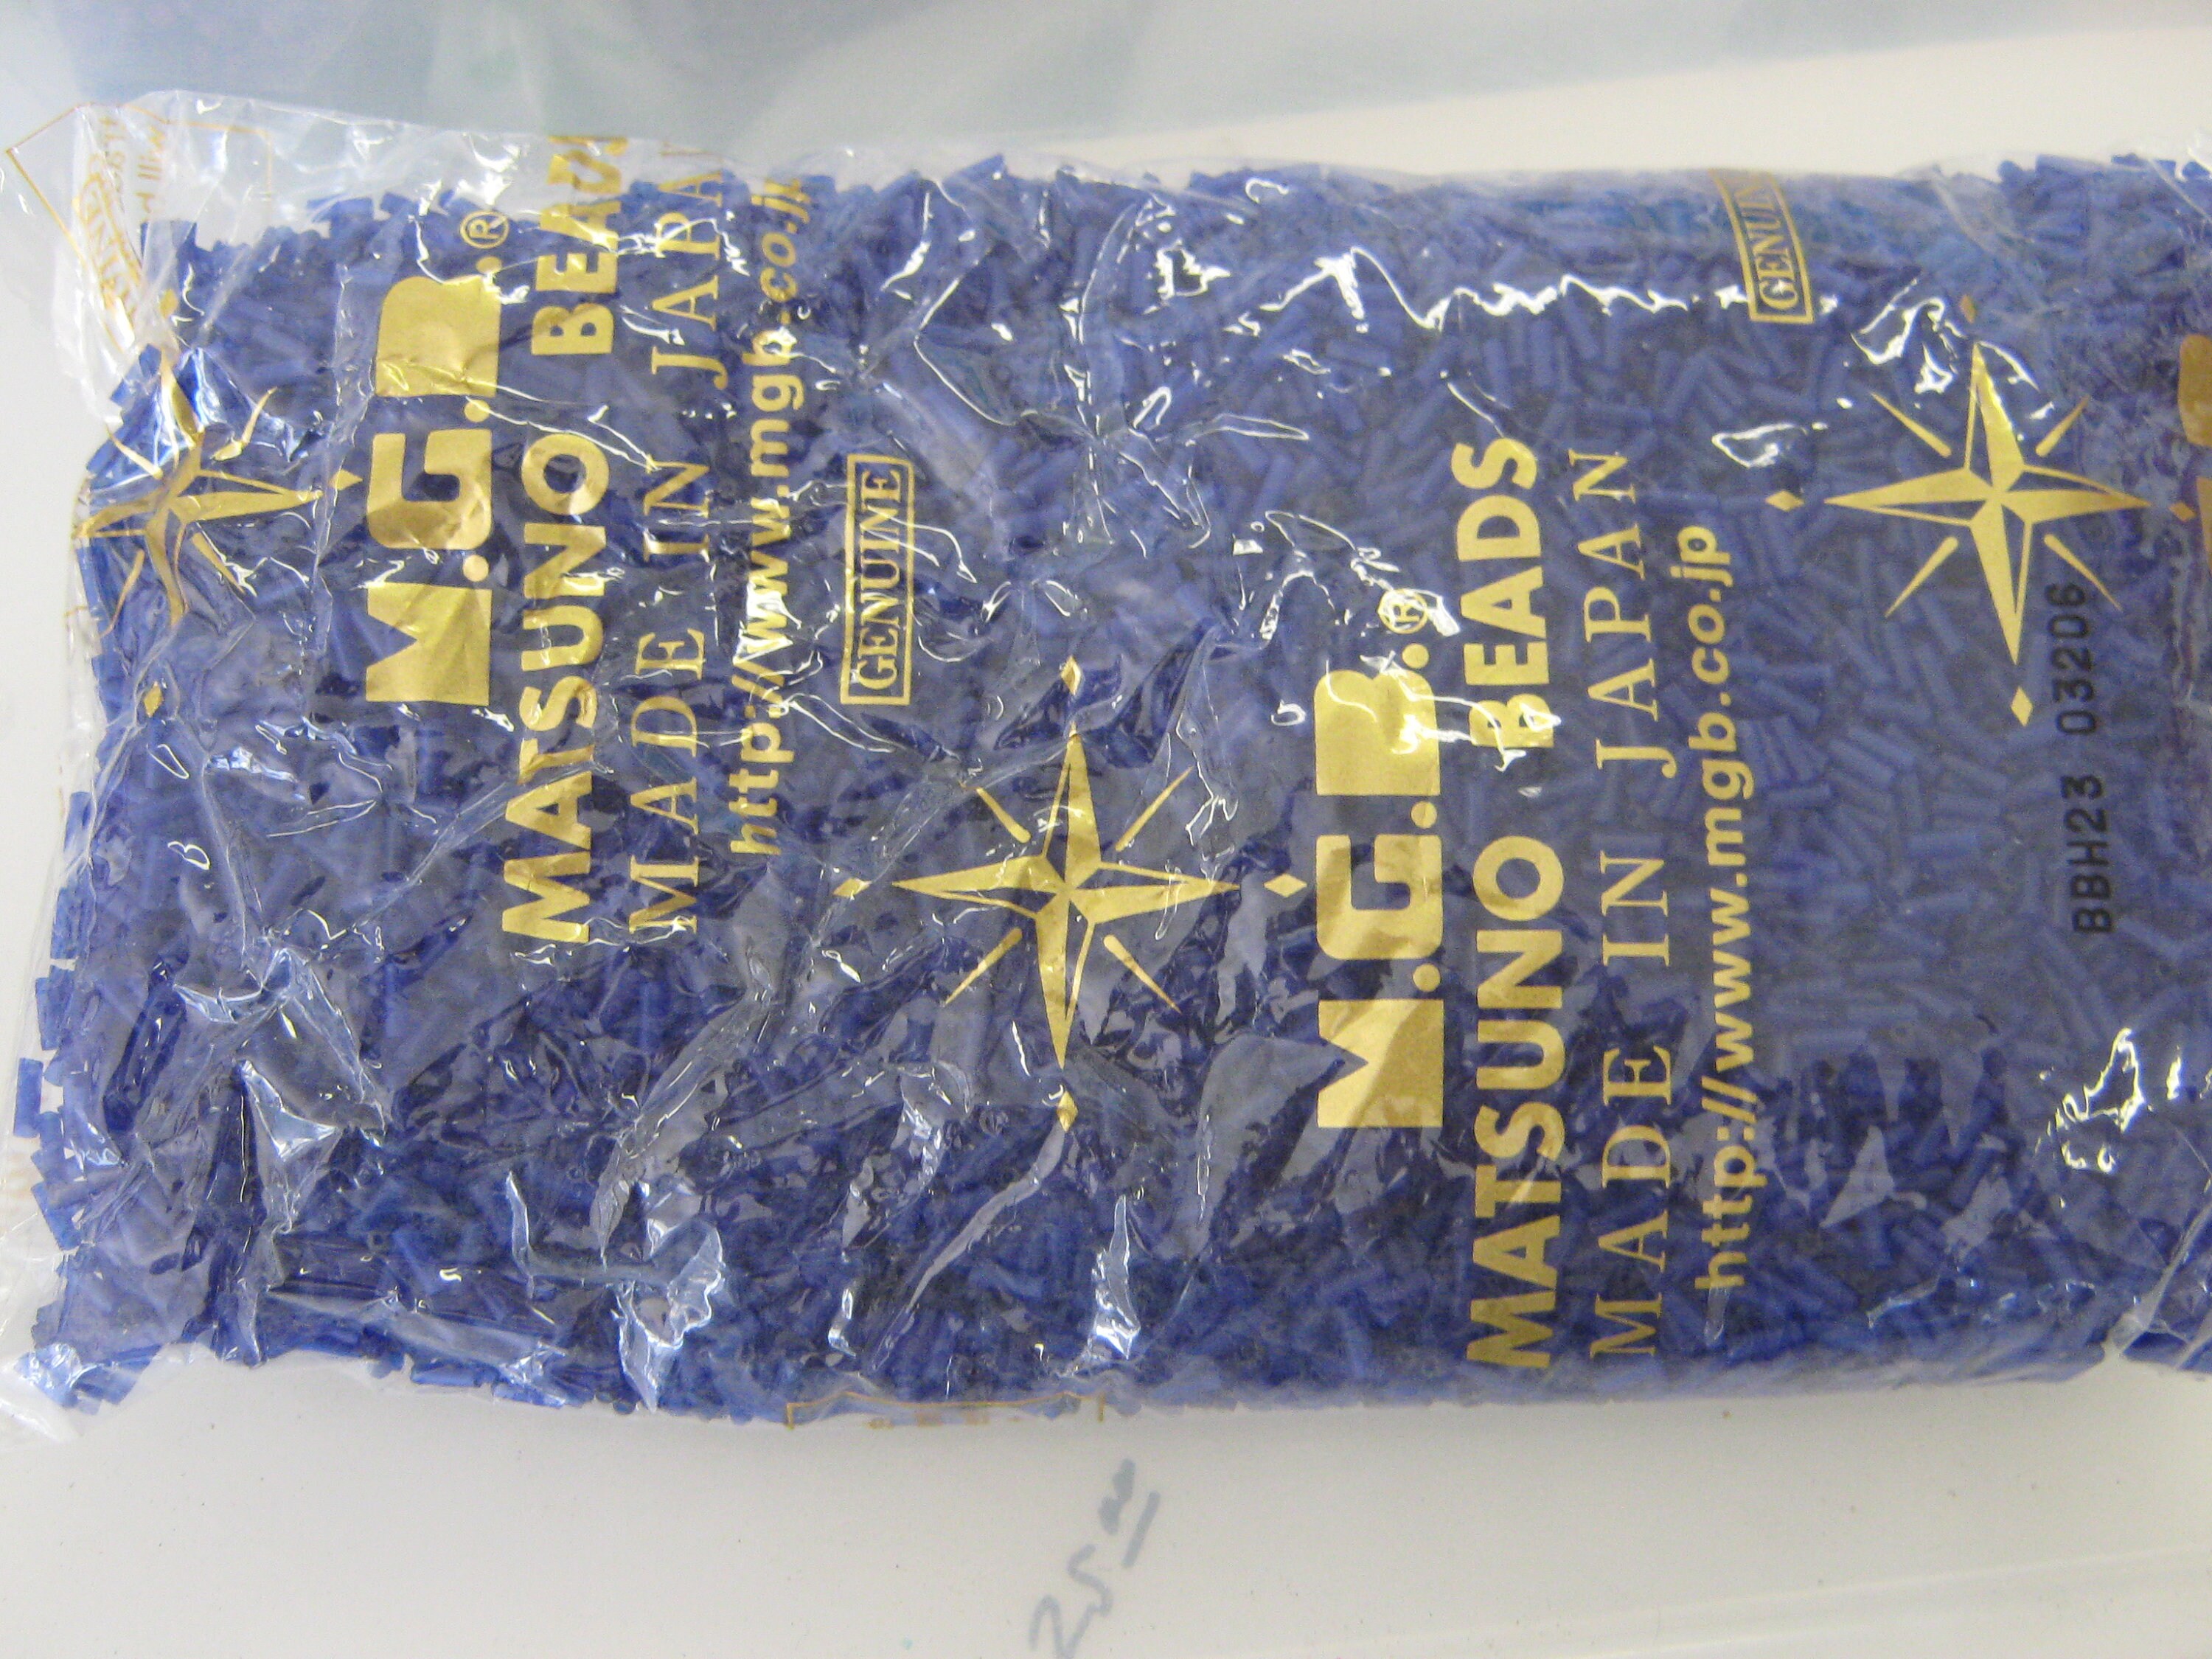 M.G.B.®
MATSUNO BEADS
MADE IN JAPAN
http://www.mgb.co.jp
GENUINE
M.G.B.®
MATSUNO BEADS
MADE IN JAPAN
http://www.mgb.co.jp
GENUINE
BBH23 03206
25